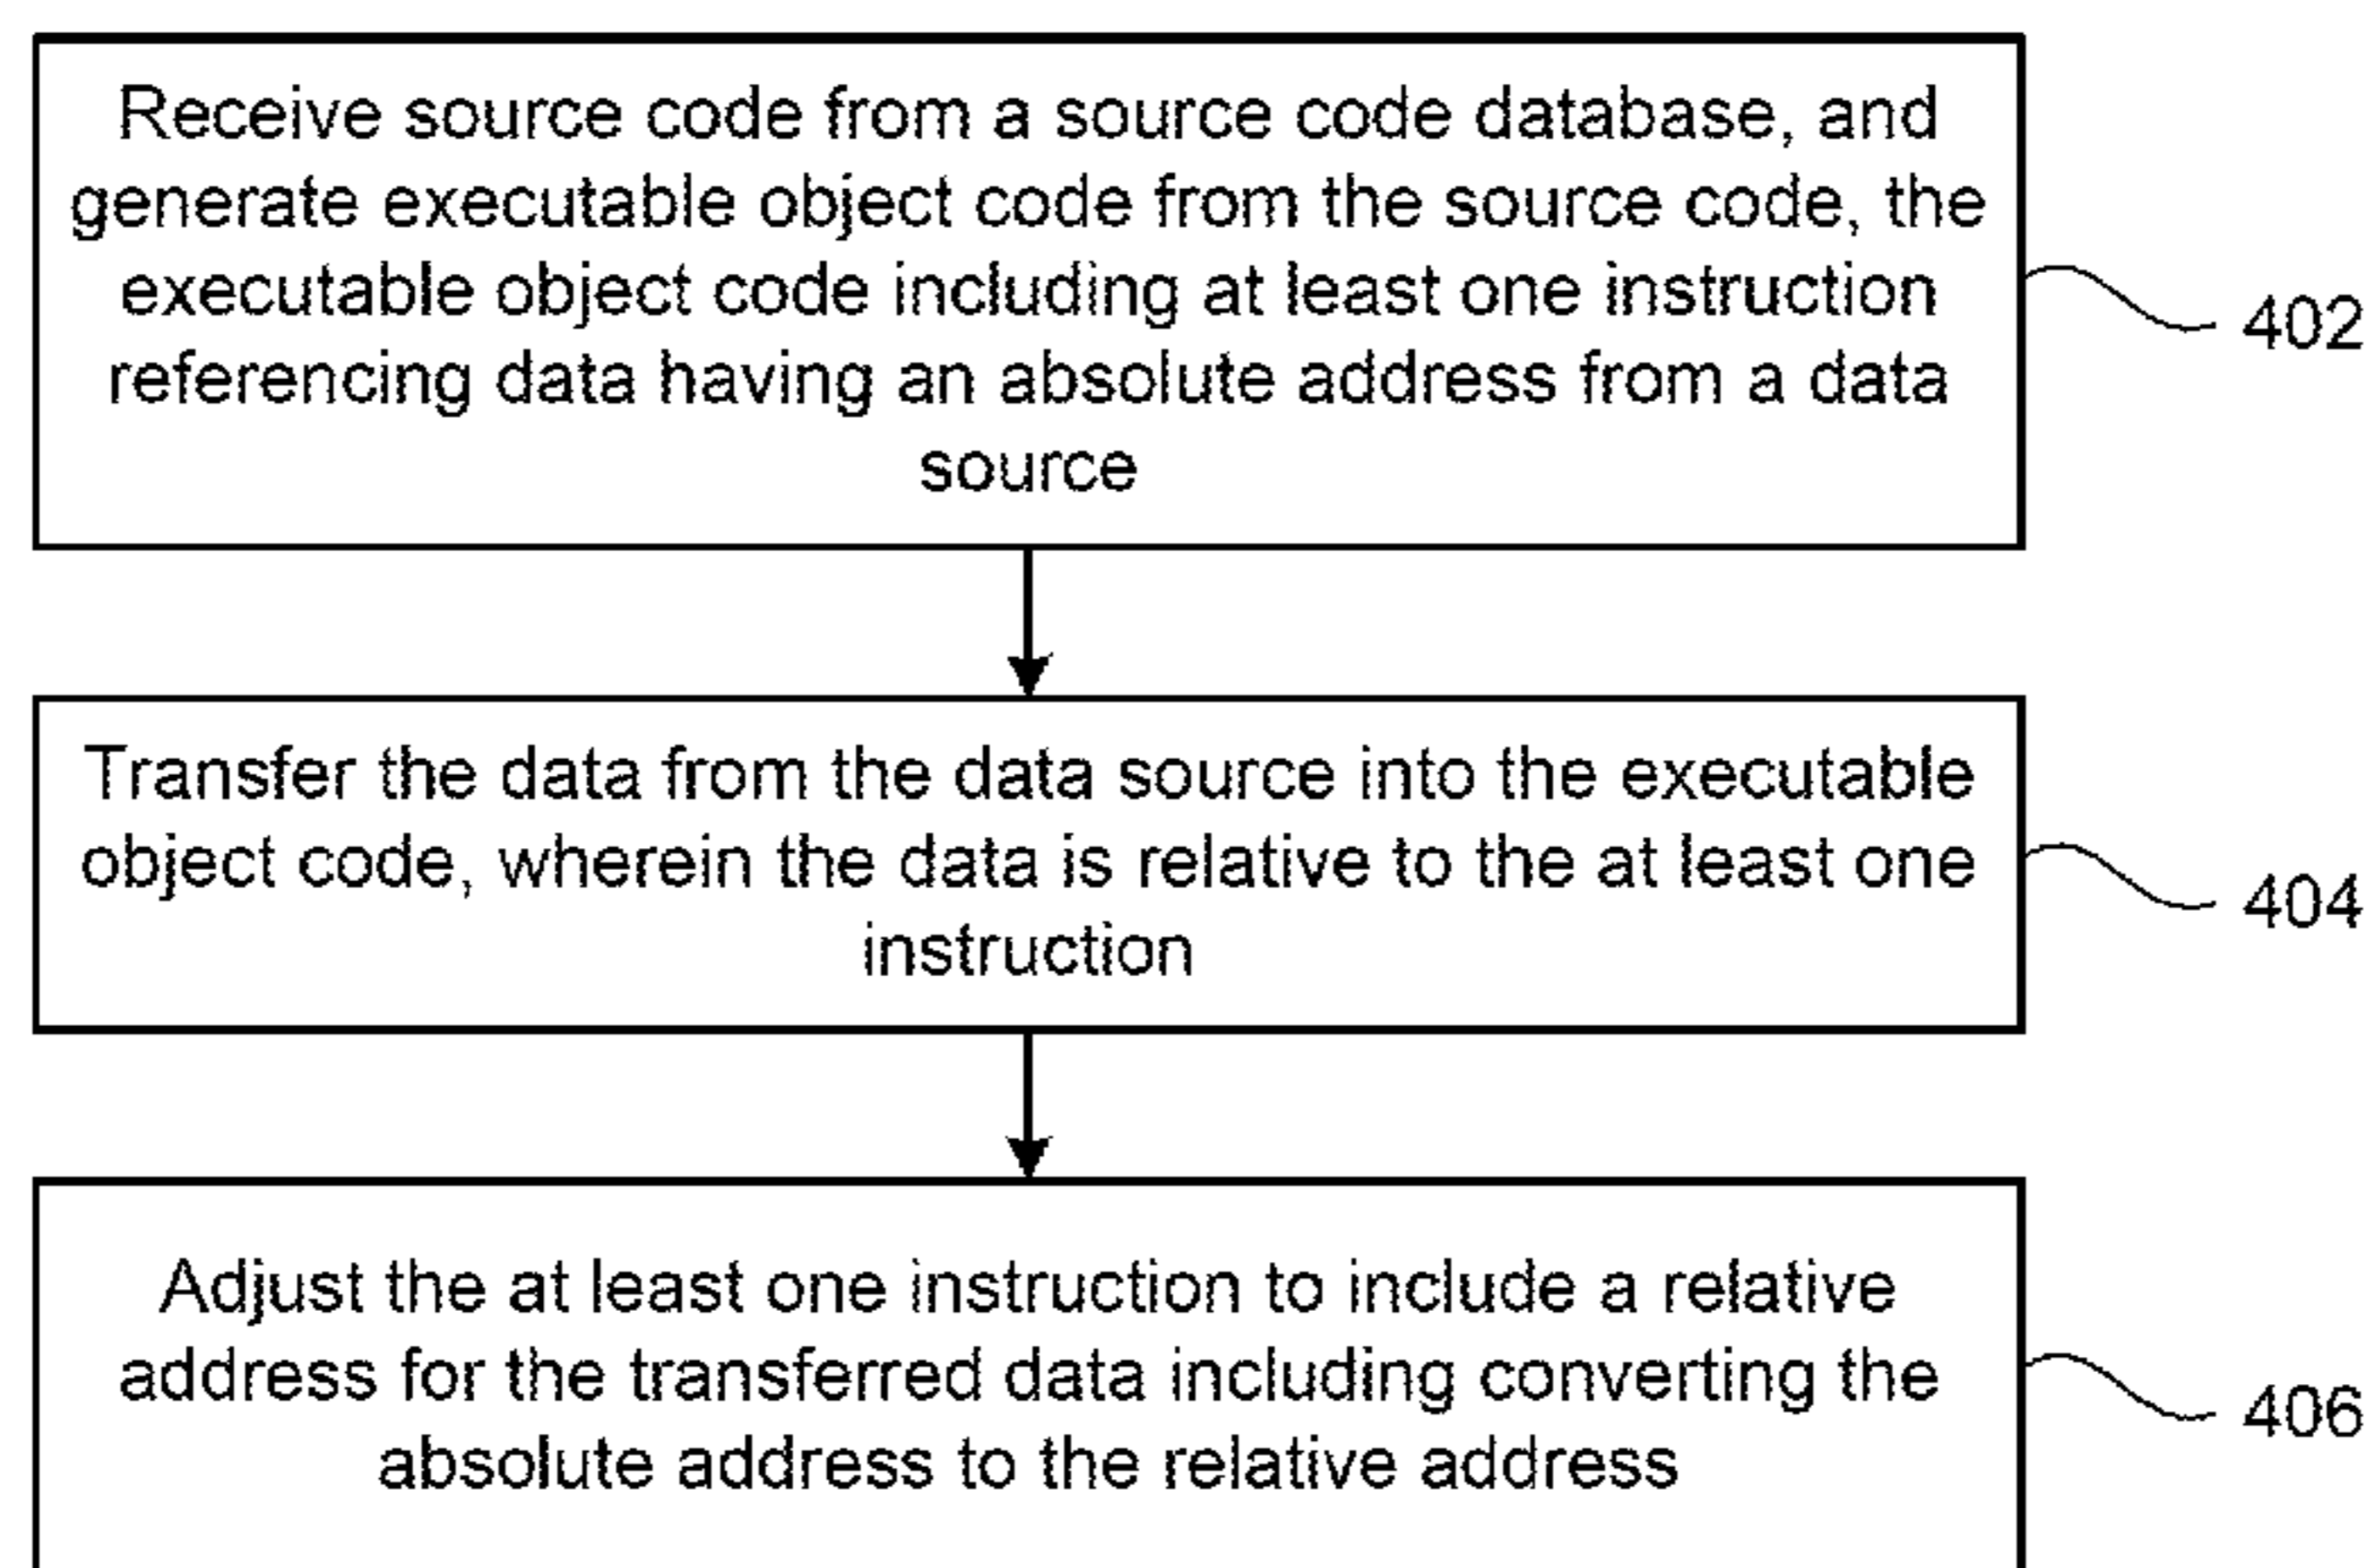 Receive source code from a source code database, and
generate executable object code from the source code, the
executable object code including at least one instruction
referencing data having an absolute address from a data
source
402
Transfer the data from the data source into the executable
object code, wherein the data is relative to the at least one
instruction
404
Adjust the at least one instruction to include a relative
address for the transferred data including converting the
absolute address to the relative address
406